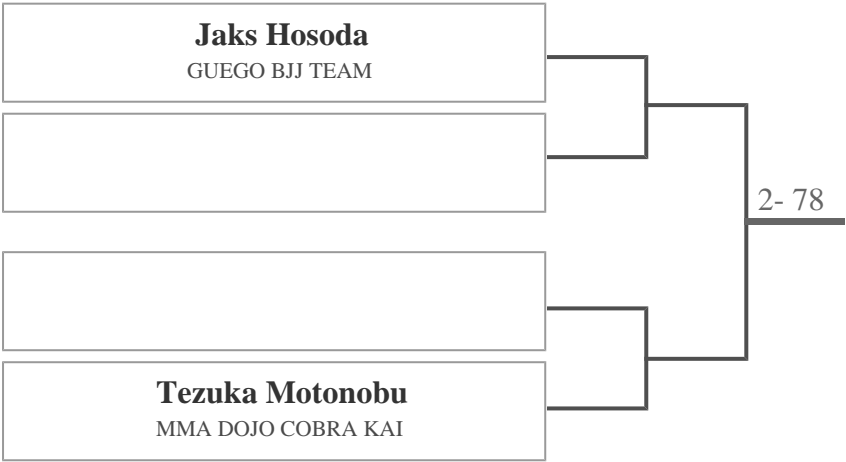 Jaks Hosoda
GUEGO BJJ TEAM
2- 78
Tezuka Motonobu
MMA DOJO COBRA KAI